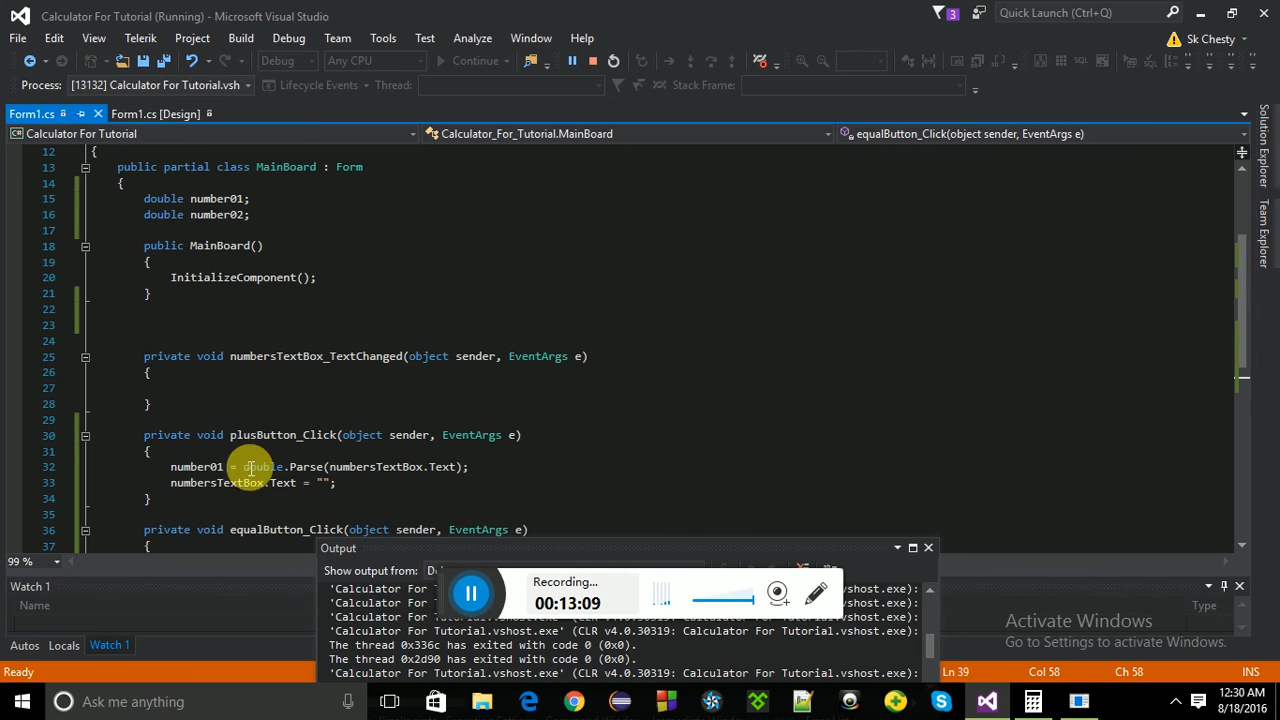 Calculator For Tutorial (Running) - Microsoft Visual Studio
3
Quick Launch (Ctrl+Q)
File Edit View Telerik Project Build Debug Team Tools Test Analyze Window Help
Sk Chesty
Debug Any CPU Continue
Process: [13132] Calculator For Tutorial.vsh Lifecycle Events Thread: Stack Frame:
Form1.cs Form1.cs [Design]
C# Calculator For Tutorial Calculator_For_Tutorial.MainBoard equalButton_Click(object sender, EventArgs e)
Solution Explorer
Team Explorer
12 {
13 public partial class MainBoard : Form
14 {
15 double number01;
16 double number02;
17
18 public MainBoard()
19 {
20 InitializeComponent();
21 }
22
23
24
25 private void numbersTextBox_TextChanged(object sender, EventArgs e)
26 {
27
28 }
29
30 private void plusButton_Click(object sender, EventArgs e)
31 {
32 number01 = double.Parse(numbersTextBox.Text);
33 numbersTextBox.Text = "";
34 }
35
36 private void equalButton_Click(object sender, EventArgs e)
37 {
99 %
Output
Show output from:
Recording...
00:13:09
'Calculator For Tutorial.vshost.exe' (CLR v4.0.30319: Calculator For Tutorial.vshost.exe):
The thread 0x336c has exited with code 0 (0x0).
The thread 0x2d90 has exited with code 0 (0x0).
'Calculator For Tutorial.vshost.exe' (CLR v4.0.30319: Calculator For Tutorial.vshost.exe):
Watch 1
Name
Type
Autos Locals Watch 1
Activate Windows
Go to Settings to activate Windows.
Ready Ln 39 Col 58 Ch 58 INS
Ask me anything
12:30 AM
8/18/2016